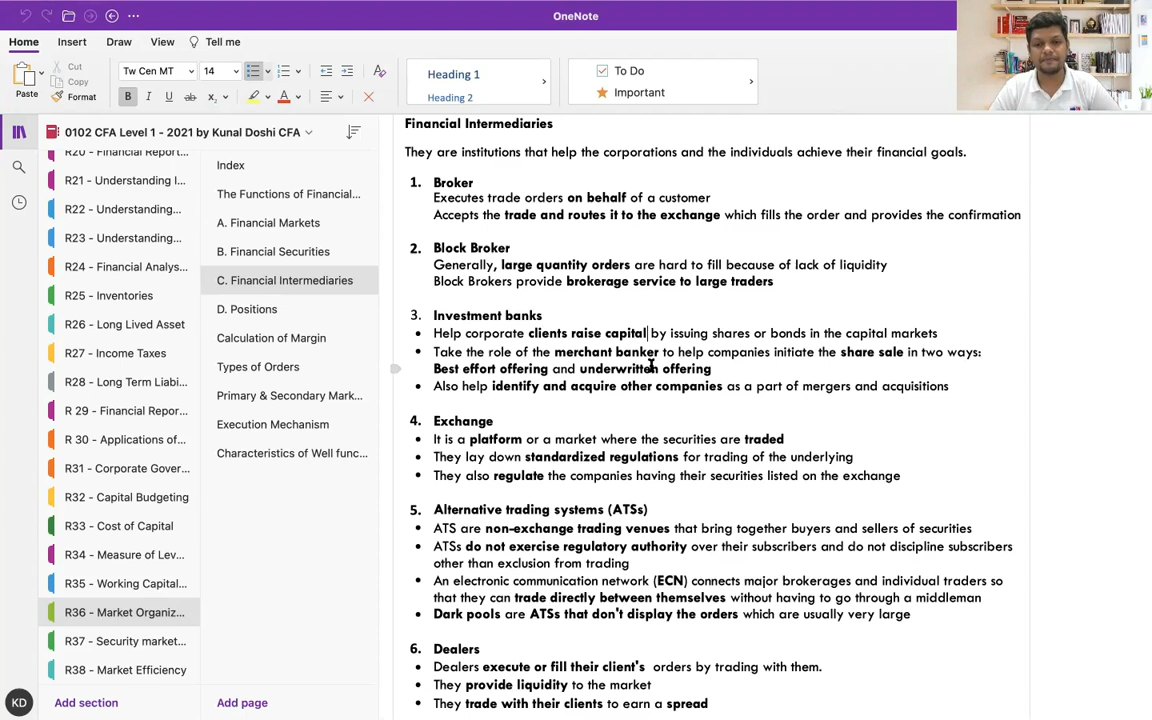 OneNote
Home Insert Draw View Tell me
Paste
Cut
Copy
Format
Tw Cen MT 14
B I U ab x₂ A
Heading 1
Heading 2
To Do
Important
0102 CFA Level 1 - 2021 by Kunal Doshi CFA
R20 - Financial Report...
R21 - Understanding I...
R22 - Understanding...
R23 - Understanding...
R24 - Financial Analys...
R25 - Inventories
R26 - Long Lived Asset
R27 - Income Taxes
R28 - Long Term Liabi...
R 29 - Financial Repor...
R 30 - Applications of...
R31 - Corporate Gover...
R32 - Capital Budgeting
R33 - Cost of Capital
R34 - Measure of Lev...
R35 - Working Capital...
R36 - Market Organiz...
R37 - Security market...
R38 - Market Efficiency
KD
Add section
Index
The Functions of Financial...
A. Financial Markets
B. Financial Securities
C. Financial Intermediaries
D. Positions
Calculation of Margin
Types of Orders
Primary & Secondary Mark...
Execution Mechanism
Characteristics of Well func...
Add page
Financial Intermediaries
They are institutions that help the corporations and the individuals achieve their financial goals.
1. Broker
Executes trade orders on behalf of a customer
Accepts the trade and routes it to the exchange which fills the order and provides the confirmation
2. Block Broker
Generally, large quantity orders are hard to fill because of lack of liquidity
Block Brokers provide brokerage service to large traders
3. Investment banks
• Help corporate clients raise capital by issuing shares or bonds in the capital markets
• Take the role of the merchant banker to help companies initiate the share sale in two ways:
Best effort offering and underwritten offering
• Also help identify and acquire other companies as a part of mergers and acquisitions
4. Exchange
• It is a platform or a market where the securities are traded
• They lay down standardized regulations for trading of the underlying
• They also regulate the companies having their securities listed on the exchange
5. Alternative trading systems (ATSs)
• ATS are non-exchange trading venues that bring together buyers and sellers of securities
• ATSs do not exercise regulatory authority over their subscribers and do not discipline subscribers
other than exclusion from trading
• An electronic communication network (ECN) connects major brokerages and individual traders so
that they can trade directly between themselves without having to go through a middleman
• Dark pools are ATSs that don't display the orders which are usually very large
6. Dealers
• Dealers execute or fill their client's orders by trading with them.
• They provide liquidity to the market
• They trade with their clients to earn a spread